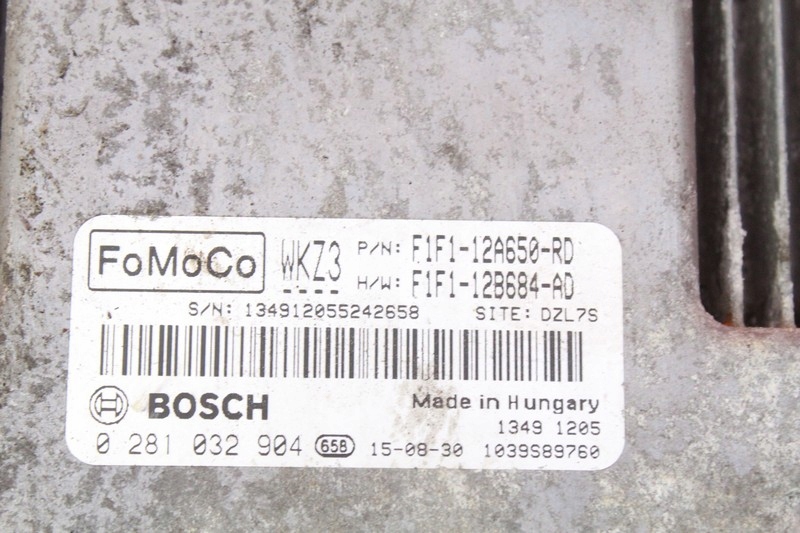 FoMoCo WKZ3 P/N: F1F1-12A650-RD
H/W: F1F1-12B684-AD
S/N: 134912055242658 SITE: DZL7S
BOSCH Made in Hungary
1349 1205
0 281 032 904 658 15-08-30 1039S89760